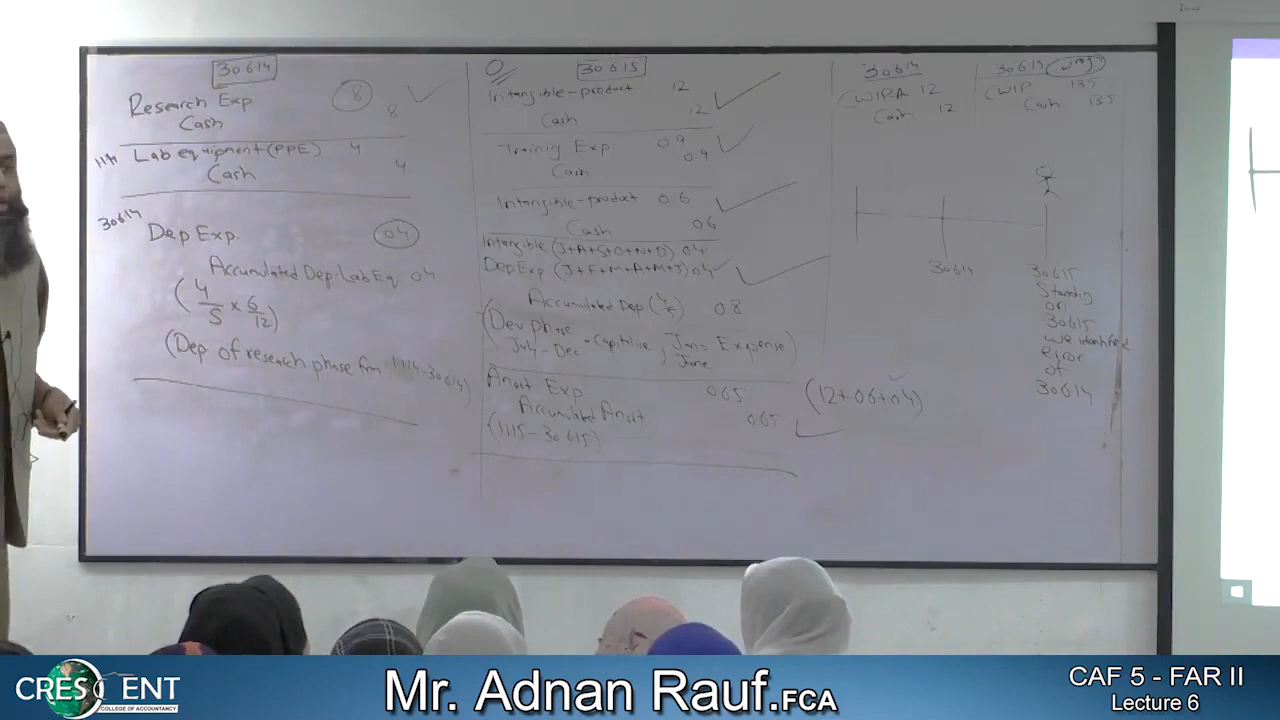 30614
Research Exp 8
Cash 8
1114 Lab equipment (PPE) 4
Cash 4
30614
Dep Exp. 04
Accumulated Dep-Lab Eq 04
(4/5 × 6/12)
(Dep of research phase from 1114-30614)
30615
Intangible-product 12
Cash 12
Training Exp 09
Cash 09
Intangible-product 06
Cash 06
Intangible (J+A+S+O+N+D) 04
Dep Exp (J+F+M+A+M+J) 04
Accumulated Dep 08
(Dev phase
July-Dec = Capitalize, Jan = Expense)
June
Amort Exp 065 (12+06+04)
Accumulated Amort 065
(1115-30615)
30614
CWIP 12
Cash 12
30615
CWIP 135
Cash 135
30614
30615
Standing
on
30615
we identified
error
of
30614
CRESCENT
COLLEGE OF ACCOUNTANCY
Mr. Adnan Rauf.FCA
CAF 5 - FAR II
Lecture 6